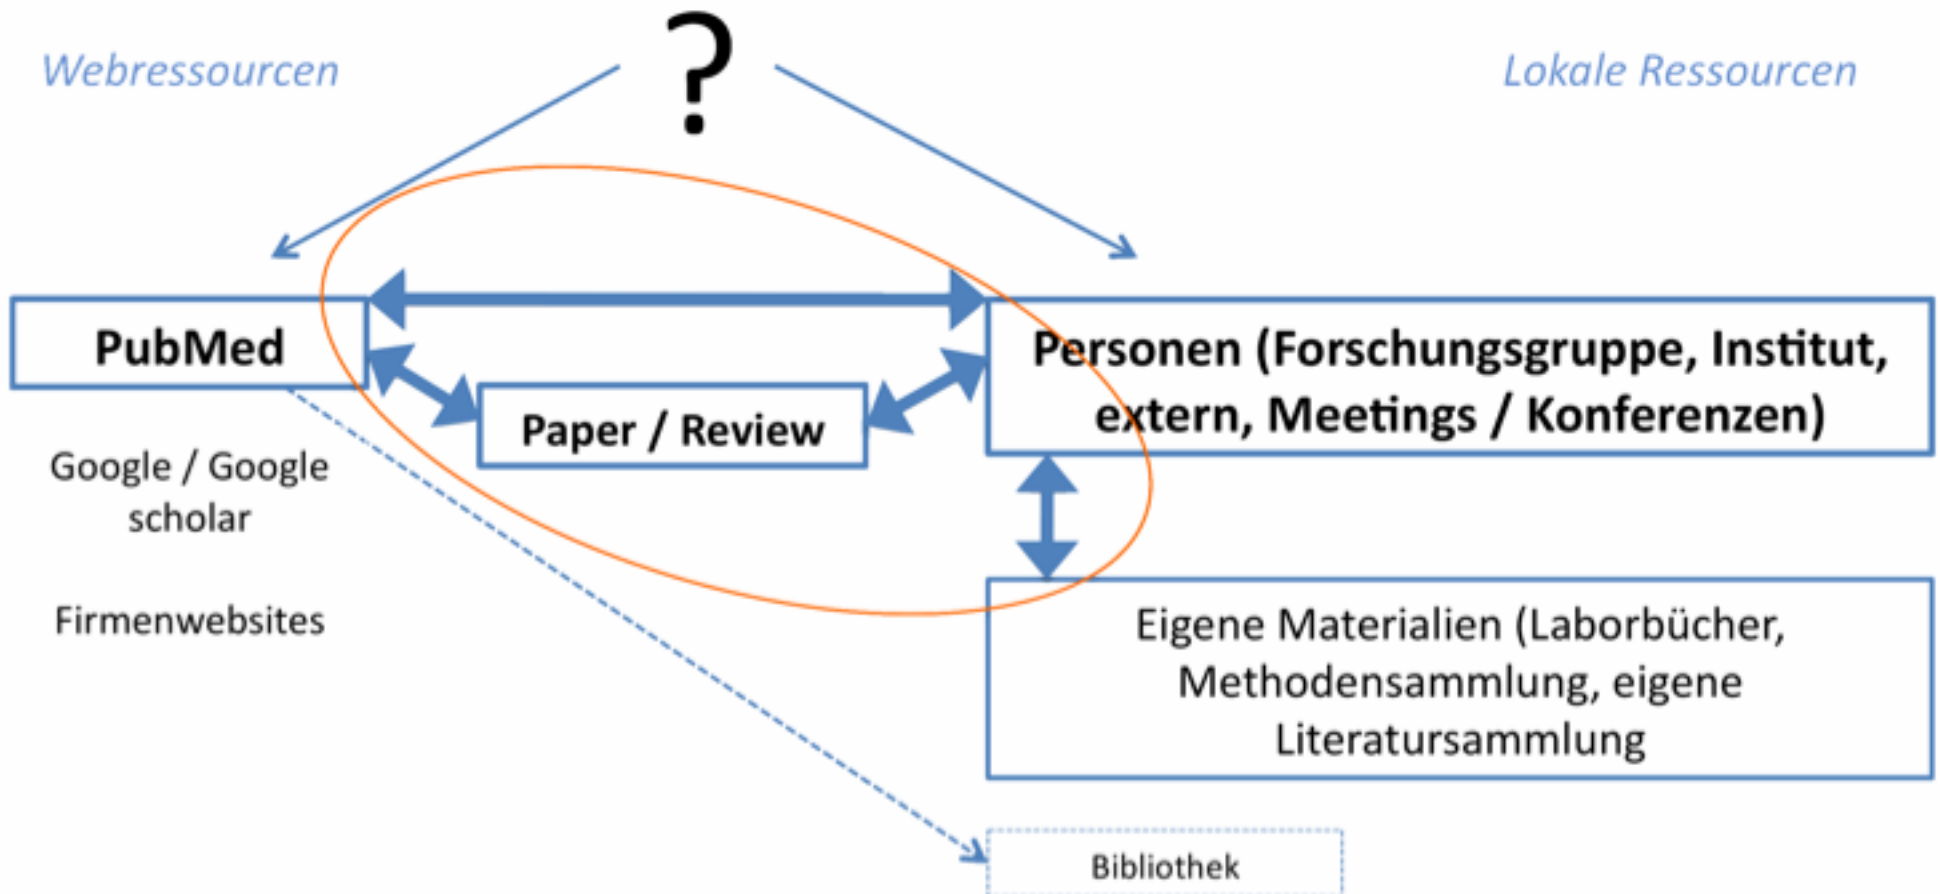 Webressourcen
?
Lokale Ressourcen
PubMed
Personen (Forschungsgruppe, Institut,
extern, Meetings / Konferenzen)
Paper / Review
Google / Google
scholar
Firmenwebsites
Eigene Materialien (Laborbücher,
Methodensammlung, eigene
Literatursammlung
Bibliothek